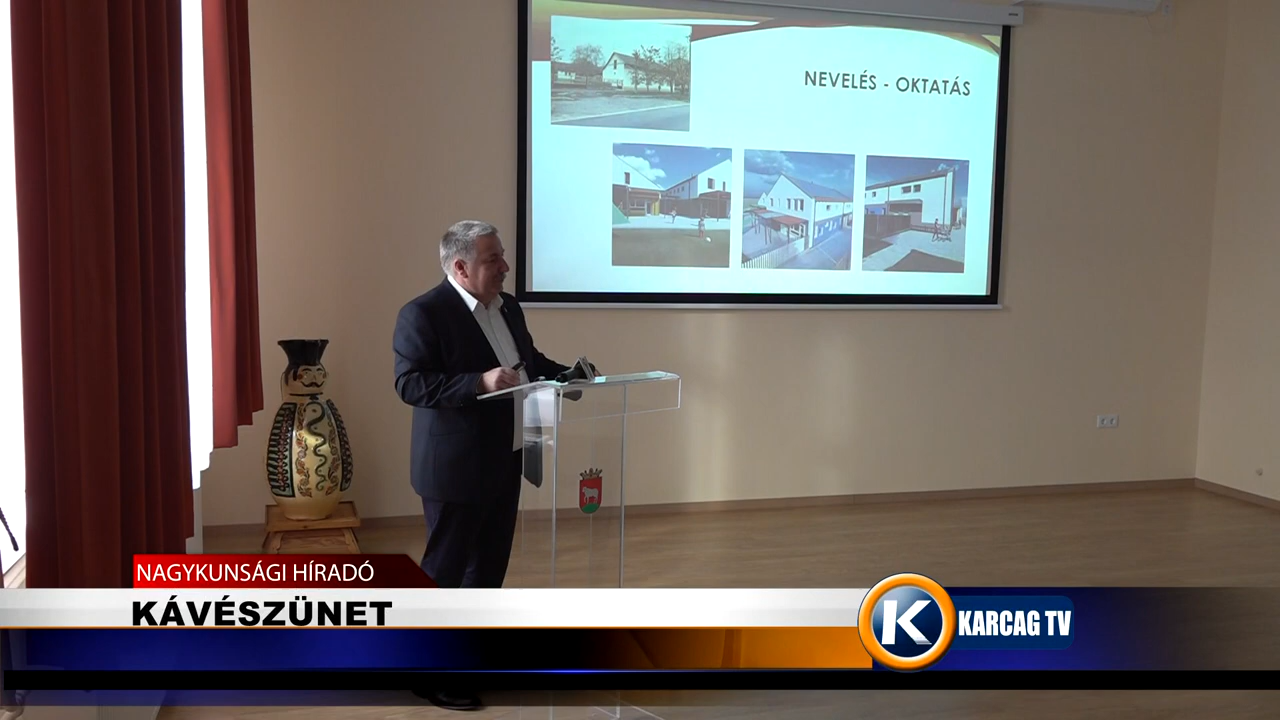 NEVELÉS - OKTATÁS
NAGYKUNSÁGI HÍRADÓ
KÁVÉSZÜNET
K KARCAG TV